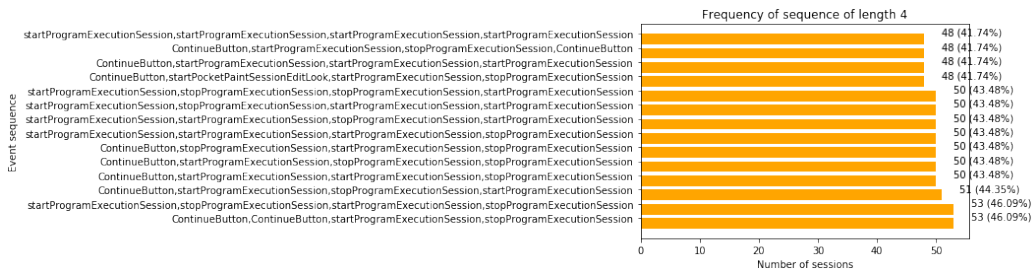 Frequency of sequence of length 4
startProgramExecutionSession,startProgramExecutionSession,startProgramExecutionSession,startProgramExecutionSession 48 (41.74%)
ContinueButton,startProgramExecutionSession,stopProgramExecutionSession,ContinueButton 48 (41.74%)
ContinueButton,startProgramExecutionSession,startProgramExecutionSession,startProgramExecutionSession 48 (41.74%)
ContinueButton,startPocketPaintSessionEditLook,startProgramExecutionSession,stopProgramExecutionSession 48 (41.74%)
startProgramExecutionSession,stopProgramExecutionSession,startProgramExecutionSession,startProgramExecutionSession 50 (43.48%)
startProgramExecutionSession,stopProgramExecutionSession,startProgramExecutionSession,stopProgramExecutionSession 50 (43.48%)
startProgramExecutionSession,startProgramExecutionSession,stopProgramExecutionSession,startProgramExecutionSession 50 (43.48%)
startProgramExecutionSession,startProgramExecutionSession,startProgramExecutionSession,stopProgramExecutionSession 50 (43.48%)
ContinueButton,stopProgramExecutionSession,startProgramExecutionSession,stopProgramExecutionSession 50 (43.48%)
ContinueButton,startProgramExecutionSession,stopProgramExecutionSession,stopProgramExecutionSession 50 (43.48%)
ContinueButton,startProgramExecutionSession,startProgramExecutionSession,stopProgramExecutionSession 50 (43.48%)
ContinueButton,startProgramExecutionSession,stopProgramExecutionSession,startProgramExecutionSession 51 (44.35%)
startProgramExecutionSession,stopProgramExecutionSession,startProgramExecutionSession,stopProgramExecutionSession 53 (46.09%)
ContinueButton,ContinueButton,startProgramExecutionSession,stopProgramExecutionSession 53 (46.09%)
Event sequence
0 10 20 30 40 50
Number of sessions